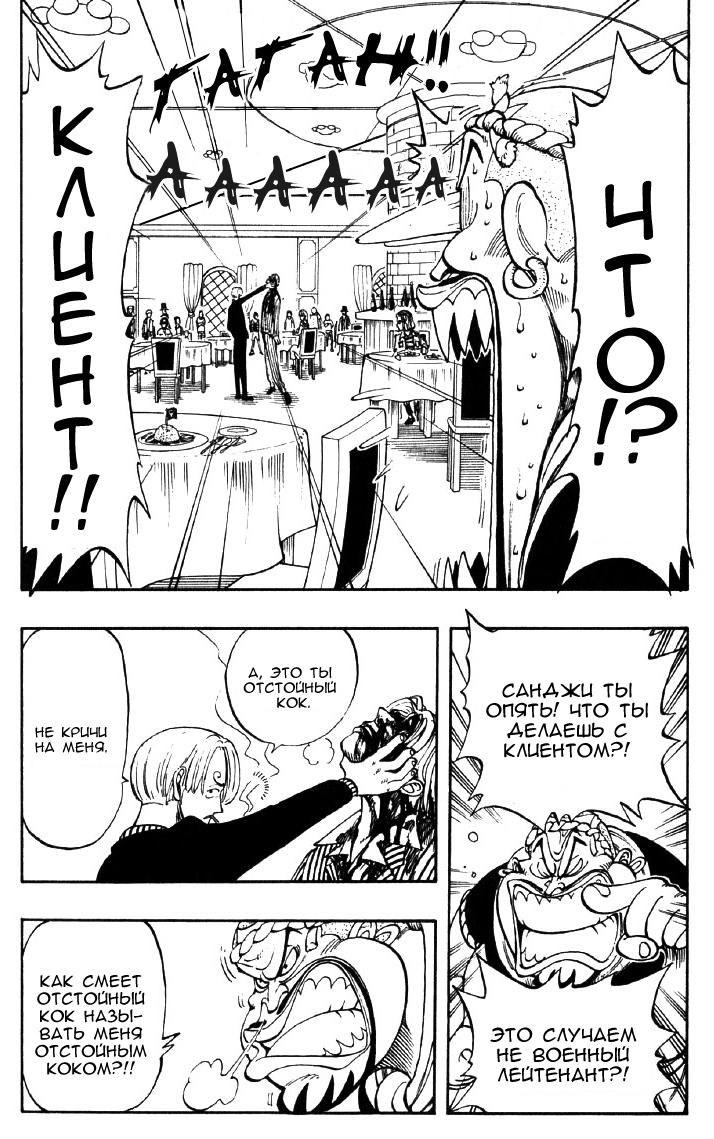 ЧТО!?
ГАГАН!!
ААААААА
КЛИЕНТ!!
САНДЖИ ТЫ
ОПЯТЬ! ЧТО ТЫ
ДЕЛАЕШЬ С
КЛИЕНТОМ?!
ЭТО СЛУЧАЕМ
НЕ ВОЕННЫЙ
ЛЕЙТЕНАНТ?!
А, ЭТО ТЫ
ОТСТОЙНЫЙ
КОК.
НЕ КРИЧИ
НА МЕНЯ.
КАК СМЕЕТ
ОТСТОЙНЫЙ
КОК НАЗЫ-
ВАТЬ МЕНЯ
ОТСТОЙНЫМ
КОКОМ?!!